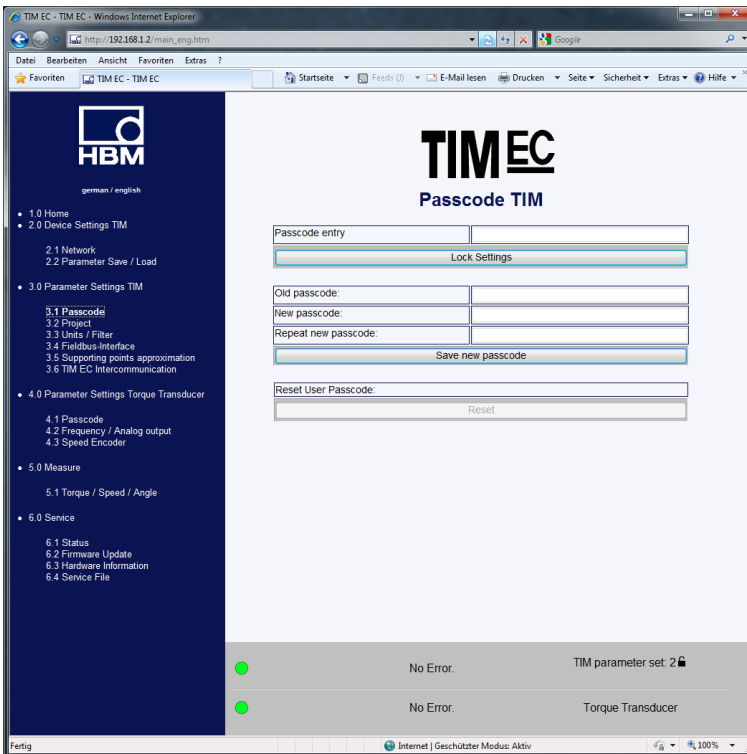 TIM EC - TIM EC - Windows Internet Explorer
http://192.168.1.2/main_eng.htm
Google
Datei Bearbeiten Ansicht Favoriten Extras ?
Favoriten TIM EC - TIM EC Startseite Feeds (J) E-Mail lesen Drucken Seite Sicherheit Extras Hilfe »
HBM
german / english
1.0 Home
2.0 Device Settings TIM
2.1 Network
2.2 Parameter Save / Load
3.0 Parameter Settings TIM
3.1 Passcode
3.2 Project
3.3 Units / Filter
3.4 Fieldbus-Interface
3.5 Supporting points approximation
3.6 TIM EC Intercommunication
4.0 Parameter Settings Torque Transducer
4.1 Passcode
4.2 Frequency / Analog output
4.3 Speed Encoder
5.0 Measure
5.1 Torque / Speed / Angle
6.0 Service
6.1 Status
6.2 Firmware Update
6.3 Hardware Information
6.4 Service File
TIM EC
Passcode TIM
Passcode entry
Lock Settings
Old passcode:
New passcode:
Repeat new passcode:
Save new passcode
Reset User Passcode:
Reset
No Error. TIM parameter set: 2
No Error. Torque Transducer
Fertig Internet | Geschützter Modus: Aktiv 100%